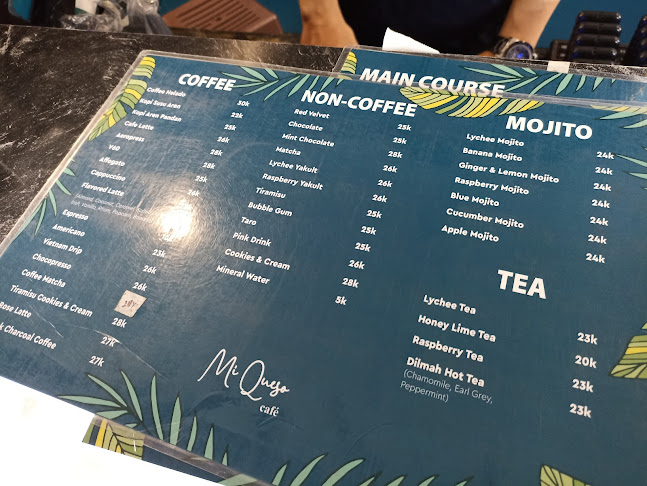 MAIN COURSE
COFFEE
Coffee Helado 30k
Kopi Susu Aren 23k
Kopi Aren Pandan 25k
Cafe Latte 26k
Aeropress 28k
V60 28k
Affogato 25k
Cappuccino 26k
Flavored Latte
Espresso
Americano 23k
Vietnam Drip 26k
Chocopresso 26k
Coffee Matcha
Tiramisu Cookies & Cream 28k
Rose Latte 27K
Charcoal Coffee 27k
NON-COFFEE
Red Velvet 25k
Chocolate 25k
Mint Chocolate 28k
Matcha 26k
Lychee Yakult 26k
Raspberry Yakult 26k
Tiramisu 25k
Bubble Gum 25k
Taro 25k
Pink Drink 26k
Cookies & Cream 28k
Mineral Water 5k
Mi Queso
café
MOJITO
Lychee Mojito 24k
Banana Mojito 24k
Ginger & Lemon Mojito 24k
Raspberry Mojito 24k
Blue Mojito 24k
Cucumber Mojito 24k
Apple Mojito 24k
TEA
Lychee Tea 23k
Honey Lime Tea 20k
Raspberry Tea 23k
Dilmah Hot Tea 23k
(Chamomile, Earl Grey,
Peppermint)